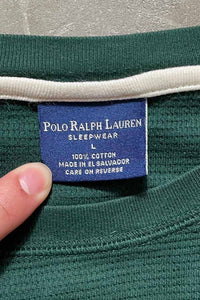 POLO RALPH LAUREN
SLEEPWEAR
L
100% COTTON
MADE IN EL SALVADOR
CARE ON REVERSE